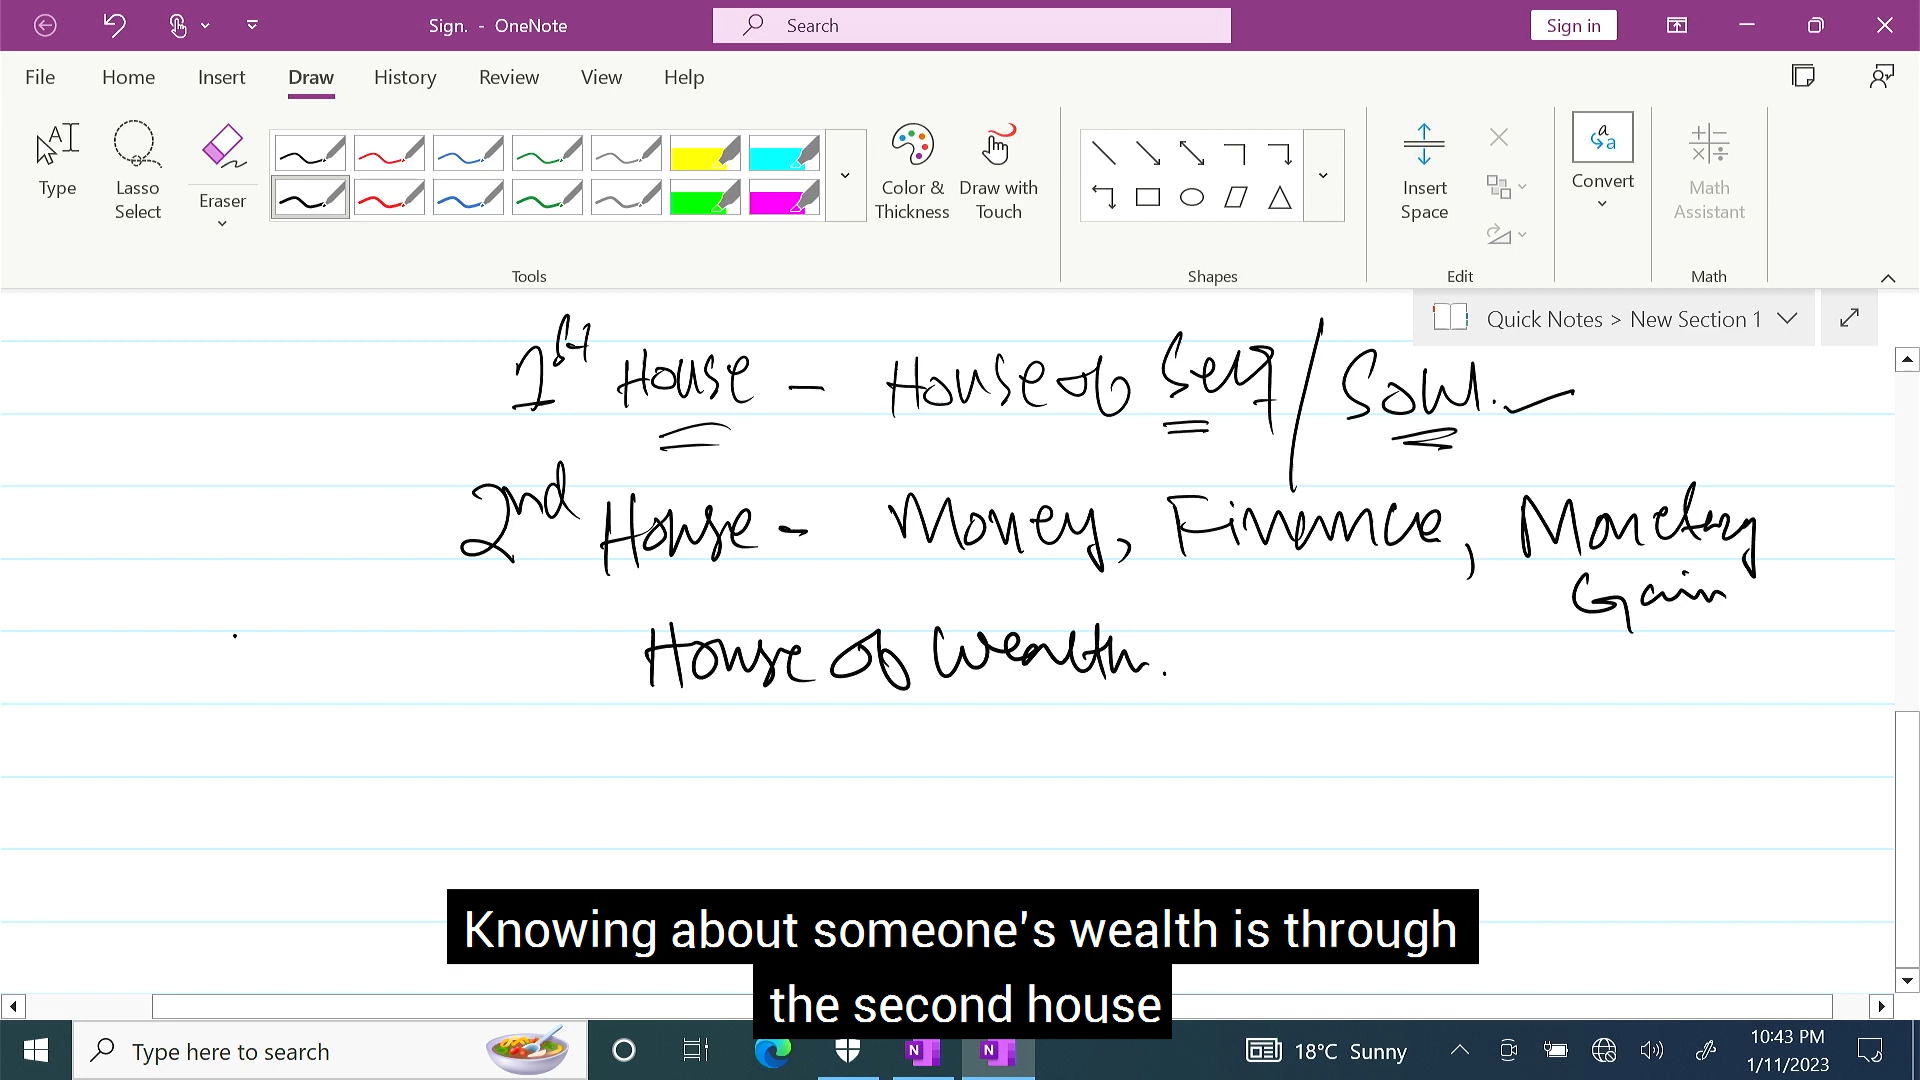 Sign. - OneNote
Search
Sign in
File Home Insert Draw History Review View Help
Type
Lasso Select
Eraser
Color & Thickness
Draw with Touch
Insert Space
Convert
Math Assistant
Tools Shapes Edit Math
Quick Notes > New Section 1
1st House - House of Self / Soul.
2nd House - Money, Finance, Monetary
Gain
House of Wealth.
Knowing about someone's wealth is through
the second house
Type here to search
18°C Sunny
10:43 PM
1/11/2023